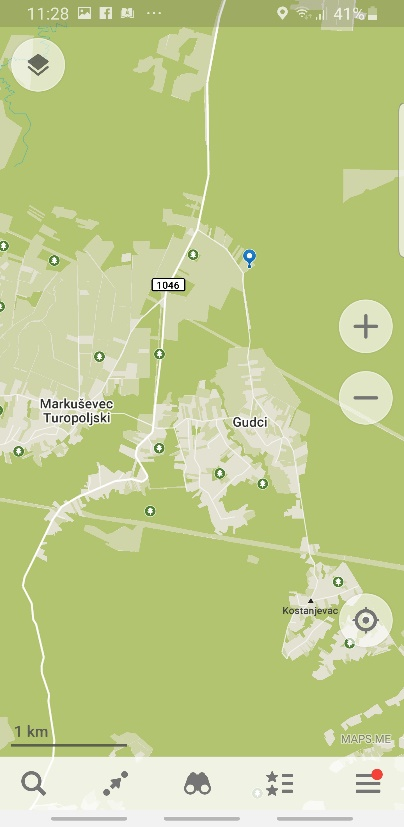 11:28
41%
1046
Markuševec
Turopoljski
Gudci
Kostanjevac
1 km
MAPS.ME